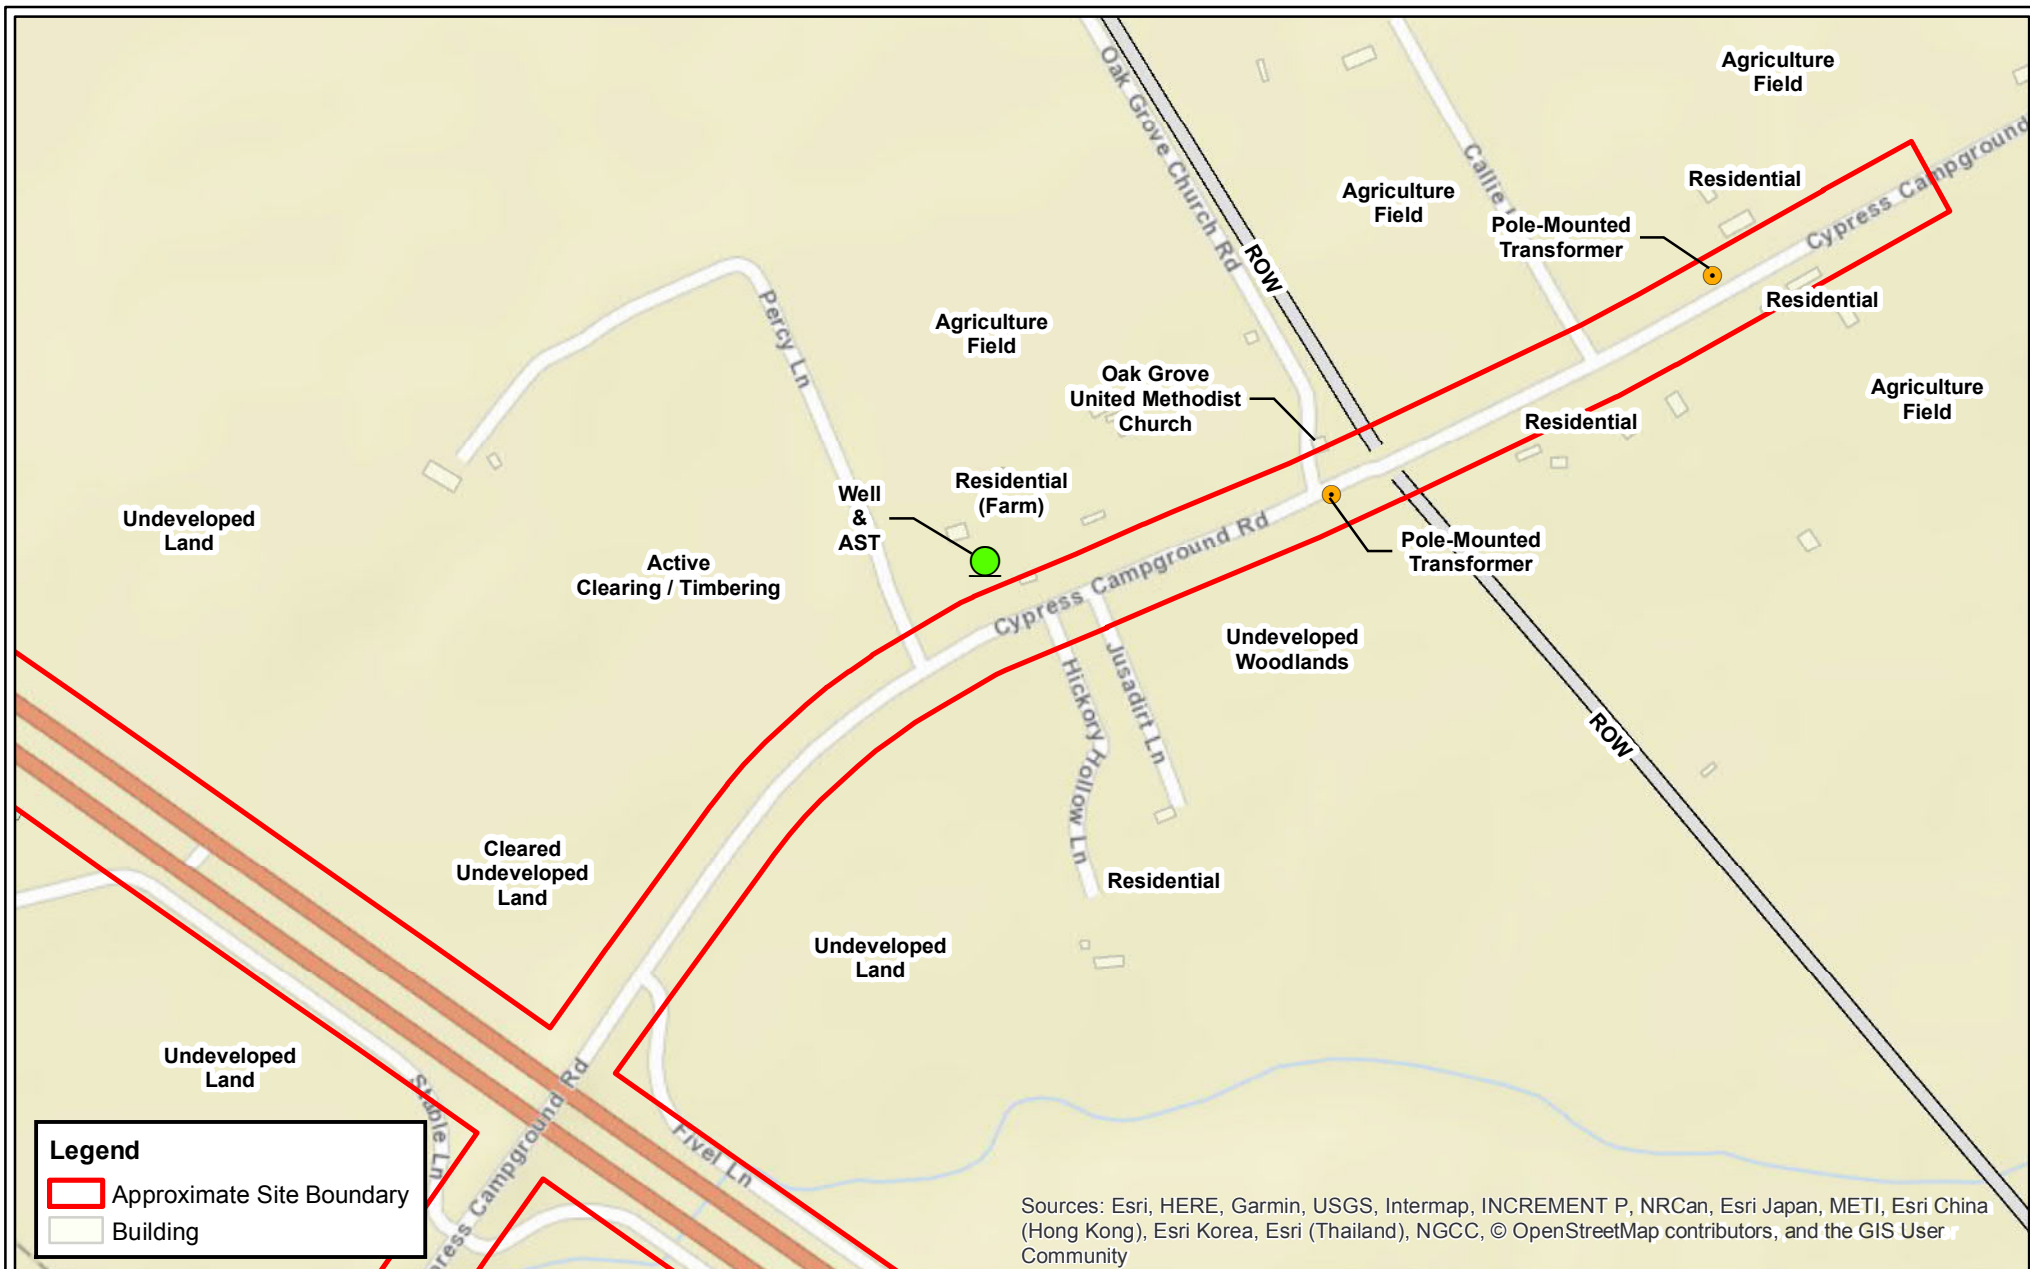 Agriculture
Field
Oak Grove Church Rd
Callie
Cypress Campground
Residential
Agriculture
Field
Pole-Mounted
Transformer
ROW
Residential
Percy Ln
Agriculture
Field
Oak Grove
United Methodist
Church
Agriculture
Field
Residential
Residential
(Farm)
Well
&
AST
Undeveloped
Land
Active
Clearing / Timbering
Cypress Campground Rd
Pole-Mounted
Transformer
Undeveloped
Woodlands
Hickory Hollow Ln
Jusadirt Ln
ROW
Cleared
Undeveloped
Land
Residential
Undeveloped
Land
Undeveloped
Land
Stable Ln
ress Campground Rd
Fivel Ln
Legend
Approximate Site Boundary
Building
Sources: Esri, HERE, Garmin, USGS, Intermap, INCREMENT P, NRCan, Esri Japan, METI, Esri China
(Hong Kong), Esri Korea, Esri (Thailand), NGCC, © OpenStreetMap contributors, and the GIS User
Community